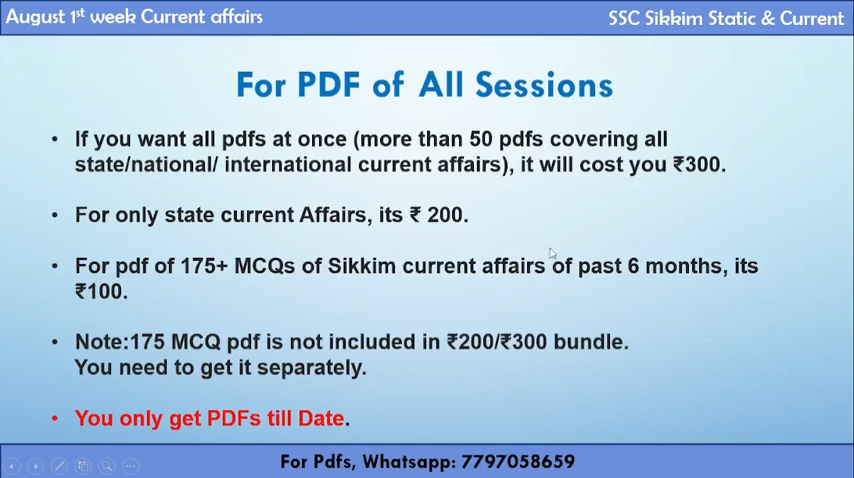 August 1st week Current affairs
SSC Sikkim Static & Current
For PDF of All Sessions
• If you want all pdfs at once (more than 50 pdfs covering all
state/national/ international current affairs), it will cost you ₹300.
• For only state current Affairs, its ₹ 200.
• For pdf of 175+ MCQs of Sikkim current affairs of past 6 months, its
₹100.
• Note:175 MCQ pdf is not included in ₹200/₹300 bundle.
You need to get it separately.
• You only get PDFs till Date.
For Pdfs, Whatsapp: 7797058659